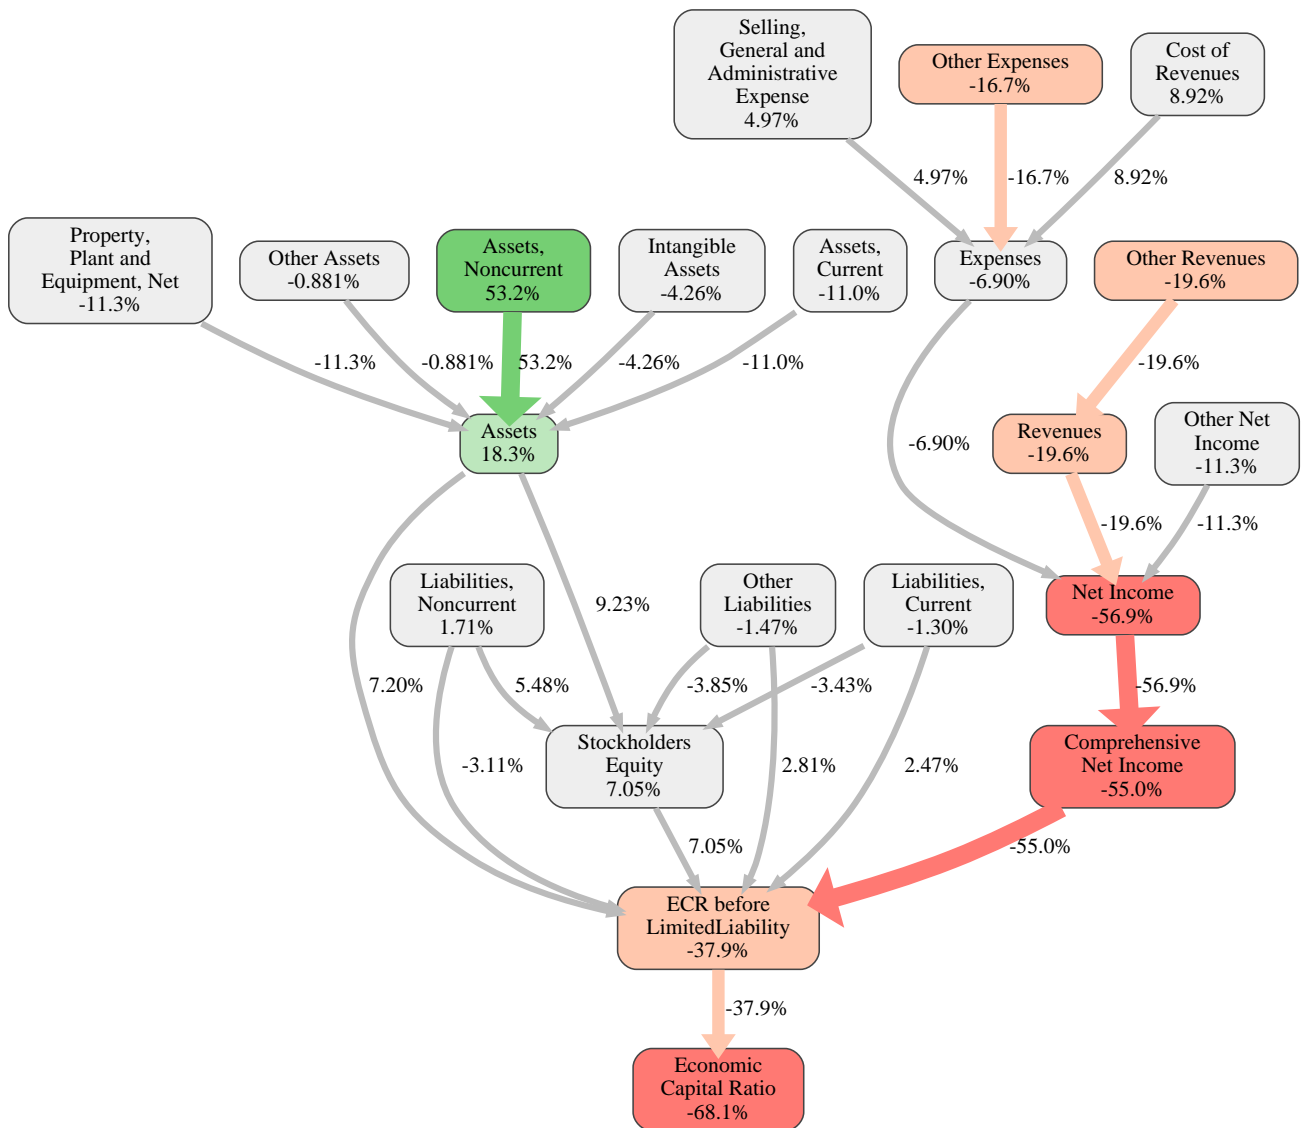 Selling,
General and
Administrative
Expense
4.97%
Other Expenses
-16.7%
Cost of
Revenues
8.92%
4.97%
-16.7%
8.92%
Property,
Plant and
Equipment, Net
-11.3%
Other Assets
-0.881%
Assets,
Noncurrent
53.2%
Intangible
Assets
-4.26%
Assets,
Current
-11.0%
Expenses
-6.90%
Other Revenues
-19.6%
-11.3%
-0.881%
53.2%
-4.26%
-11.0%
-19.6%
Assets
18.3%
-6.90%
Revenues
-19.6%
Other Net
Income
-11.3%
-19.6%
-11.3%
Liabilities,
Noncurrent
1.71%
9.23%
Other
Liabilities
-1.47%
Liabilities,
Current
-1.30%
Net Income
-56.9%
7.20%
5.48%
-3.85%
-3.43%
-56.9%
-3.11%
Stockholders
Equity
7.05%
2.81%
2.47%
Comprehensive
Net Income
-55.0%
7.05%
-55.0%
ECR before
LimitedLiability
-37.9%
-37.9%
Economic
Capital Ratio
-68.1%